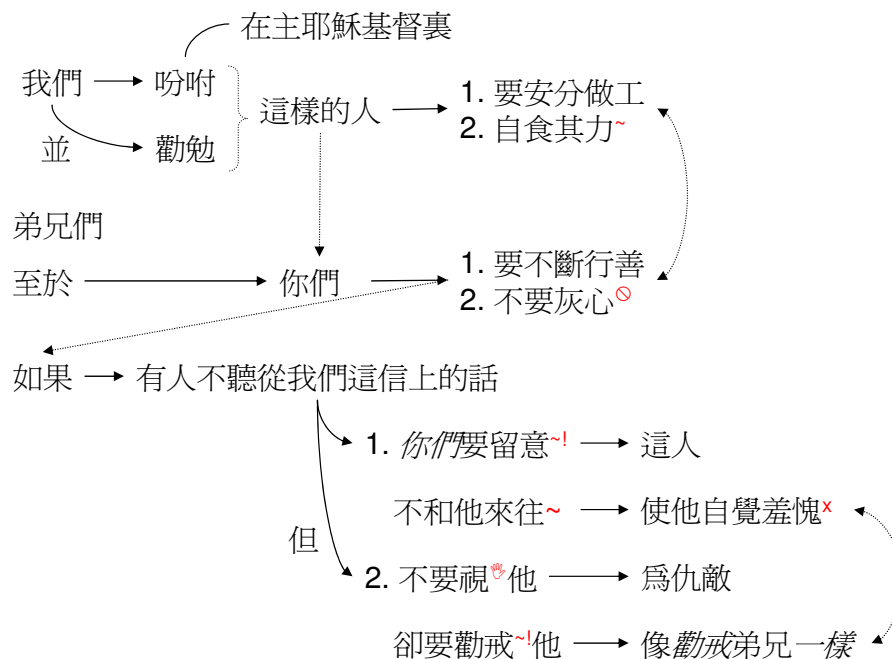 在主耶穌基督裏
我們 吩咐
這樣的人
1. 要安分做工
2. 自食其力~
並 勸勉
弟兄們
至於 你們
1. 要不斷行善
2. 不要灰心🚫
如果 有人不聽從我們這信上的話
1. 你們要留意~! 這人
不和他來往~ 使他自覺羞愧x
但
2. 不要視🖐他 爲仇敵
卻要勸戒~!他 像勸戒弟兄一樣